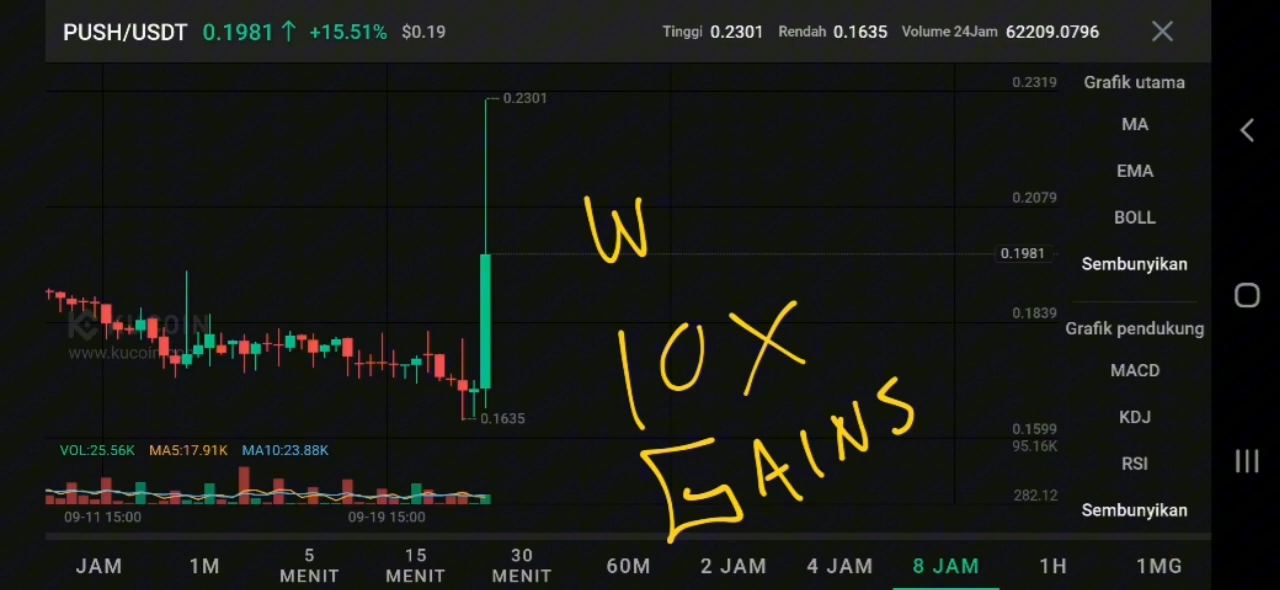 PUSH/USDT 0.1981 ↑ +15.51% $0.19 Tinggi 0.2301 Rendah 0.1635 Volume 24Jam 62209.0796
Grafik utama
MA
EMA
BOLL
Sembunyikan
Grafik pendukung
MACD
KDJ
RSI
Sembunyikan
0.2319
0.2079
0.1981
0.1839
0.1599
95.16K
282.12
0.2301
0.1635
KUCOIN
www.kucoin.com
W
10X
GAINS
VOL:25.56K MA5:17.91K MA10:23.88K
09-11 15:00 09-19 15:00
JAM 1M 5 MENIT 15 MENIT 30 MENIT 60M 2 JAM 4 JAM 8 JAM 1H 1MG